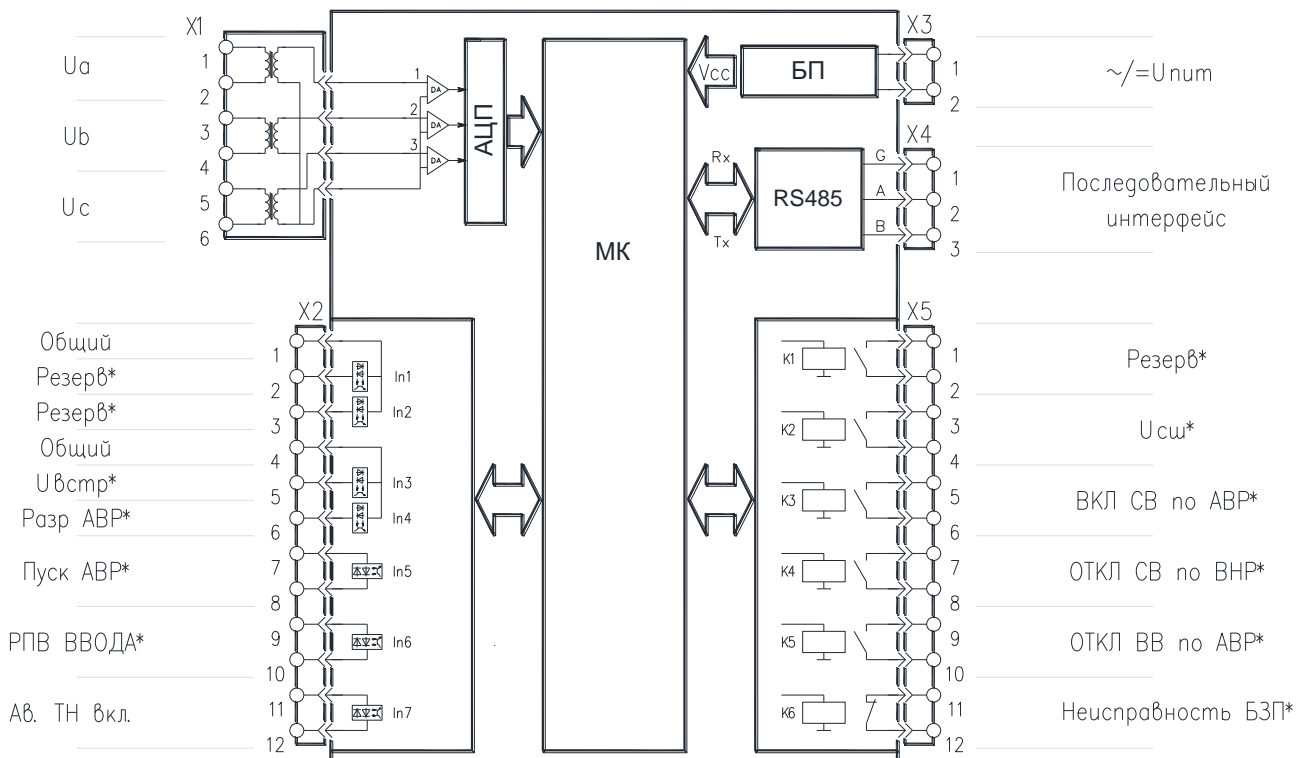 X1
Ua
Ub
Uc
1
2
3
4
5
6
1
2
3
DA
DA
DA
АЦП
МК
Vcc
БП
X3
1
2
~/=Uпит
Rx
Tx
RS485
G
A
B
X4
1
2
3
Последовательный
интерфейс
X2
Общий
Резерв*
Резерв*
Общий
Uвстр*
Разр АВР*
Пуск АВР*
РПВ ВВОДА*
Ав. ТН вкл.
1
2
3
4
5
6
7
8
9
10
11
12
In1
In2
In3
In4
In5
In6
In7
K1
K2
K3
K4
K5
K6
X5
1
2
3
4
5
6
7
8
9
10
11
12
Резерв*
Uсш*
ВКЛ СВ по АВР*
ОТКЛ СВ по ВНР*
ОТКЛ ВВ по АВР*
Неисправность БЗП*